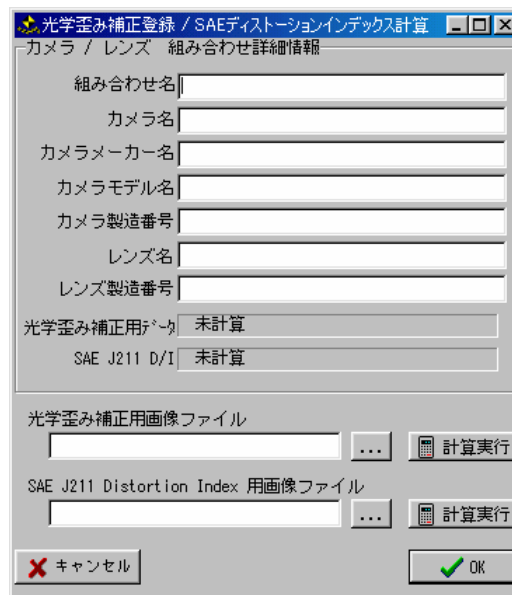 光学歪み補正登録 / SAEディストーションインデックス計算
カメラ / レンズ 組み合わせ詳細情報
組み合わせ名
カメラ名
カメラメーカー名
カメラモデル名
カメラ製造番号
レンズ名
レンズ製造番号
光学歪み補正用ﾃﾞｰﾀ 未計算
SAE J211 D/I 未計算
光学歪み補正用画像ファイル
... 計算実行
SAE J211 Distortion Index 用画像ファイル
... 計算実行
キャンセル OK